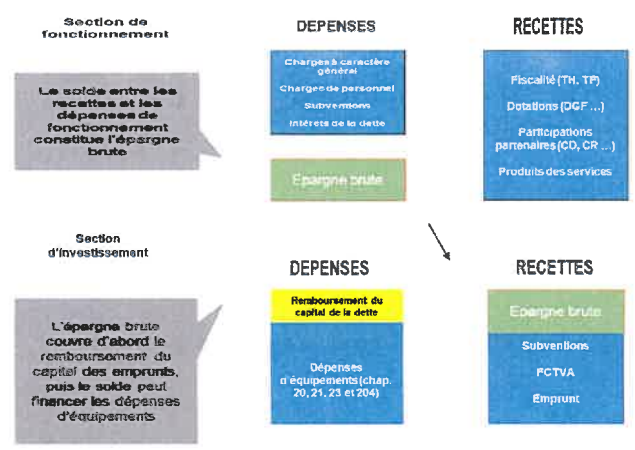 Section de
fonctionnement
DEPENSES
RECETTES
Le solde entre les
recettes et les
dépenses de
fonctionnement
constitue l'épargne
brute
Charges à caractère
général
Charges de personnel
Subventions
Intérêts de la dette
Epargne brute
Fiscalité (TH, TF)
Dotations (DGF ...)
Participations
partenaires (CD, CR ...)
Produits des services
Section
d'investissement
DEPENSES
RECETTES
L'épargne brute
couvre d'abord le
remboursement du
capital des emprunts,
puis le solde peut
financer les dépenses
d'équipements
Remboursement du
capital de la dette
Dépenses
d'équipements (chap.
20, 21, 23 et 204)
Epargne brute
Subventions
FCTVA
Emprunt